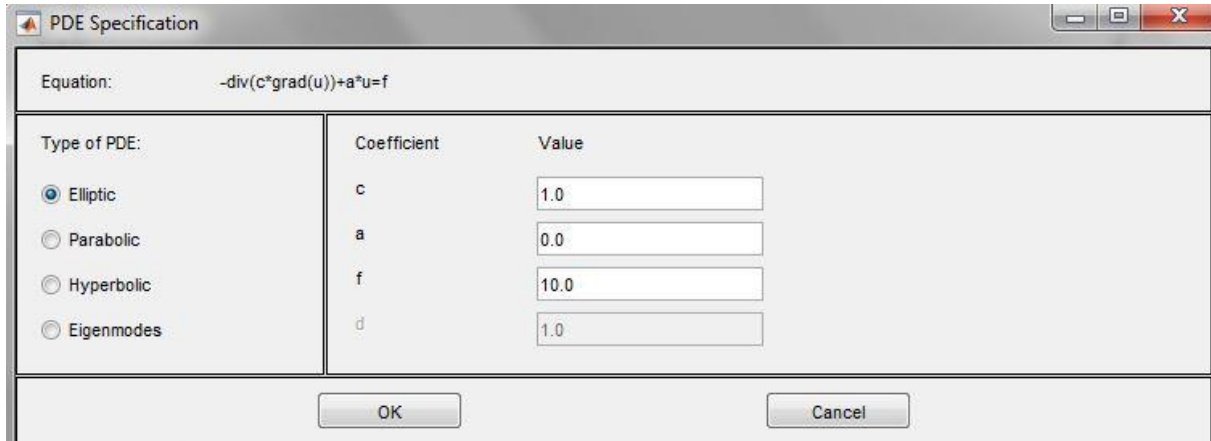 PDE Specification
Equation: -div(c*grad(u))+a*u=f
Type of PDE: Coefficient Value
Elliptic c 1.0
Parabolic a 0.0
Hyperbolic f 10.0
Eigenmodes d 1.0
OK Cancel